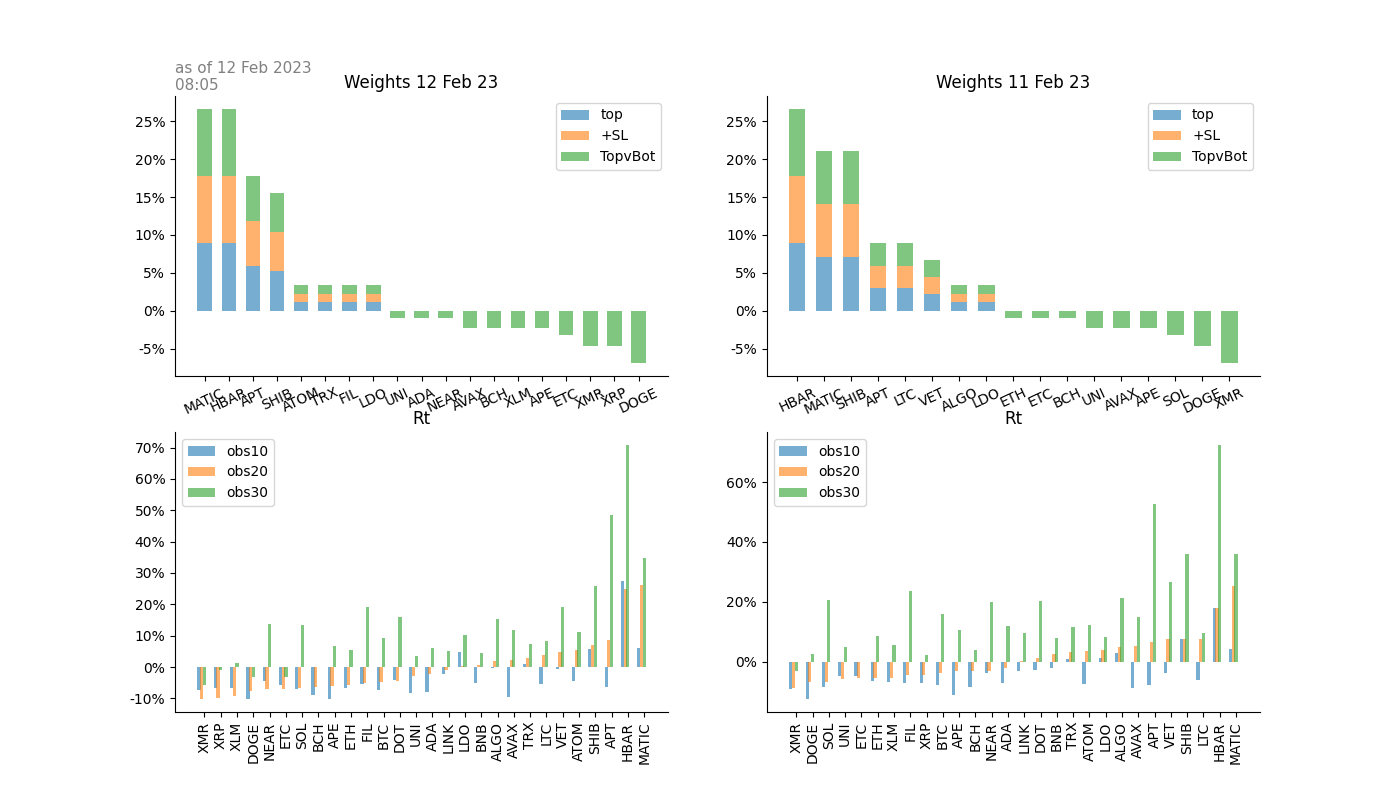 as of 12 Feb 2023
08:05
Weights 12 Feb 23
25%
20%
15%
10%
5%
0%
-5%
top
+SL
TopvBot
MATIC HBAR APT SHIB ATOM TRX FIL LDO UNI ADA NEAR AVAX BCH XLM APE ETC XMR XRP DOGE
Weights 11 Feb 23
25%
20%
15%
10%
5%
0%
-5%
top
+SL
TopvBot
HBAR MATIC SHIB APT LTC VET ALGO LDO ETH ETC BCH UNI AVAX APE SOL DOGE XMR
Rt
70%
60%
50%
40%
30%
20%
10%
0%
-10%
obs10
obs20
obs30
XMR XRP XLM DOGE NEAR ETC SOL BCH APE ETH FIL BTC DOT UNI ADA LINK LDO BNB ALGO AVAX TRX LTC VET ATOM SHIB APT HBAR MATIC
Rt
60%
40%
20%
0%
obs10
obs20
obs30
XMR DOGE SOL UNI ETC ETH XLM FIL XRP BTC APE BCH NEAR ADA LINK DOT BNB TRX ATOM LDO ALGO AVAX APT VET SHIB LTC HBAR MATIC